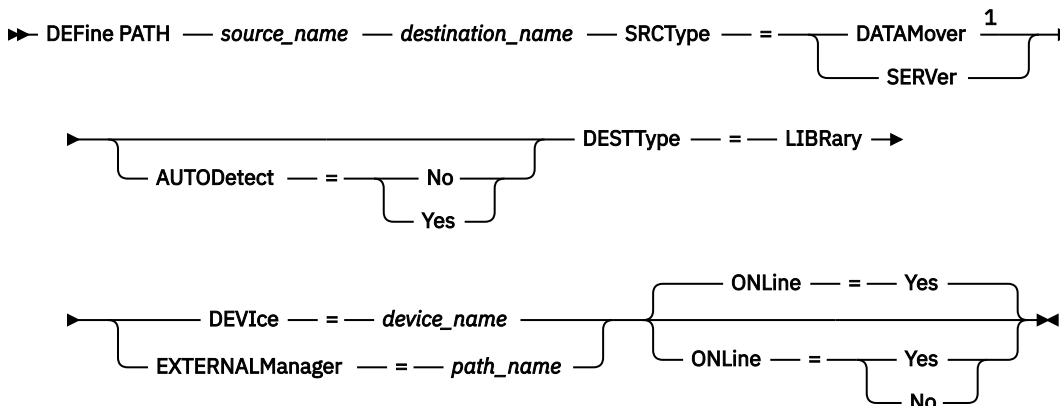 DEFine PATH source_name destination_name SRCType = DATAMover 1
SERVer
DESTType = LIBRary
AUTODetect = No
Yes
ONLine = Yes
DEVIce = device_name
EXTERNALManager = path_name
ONLine = Yes
No